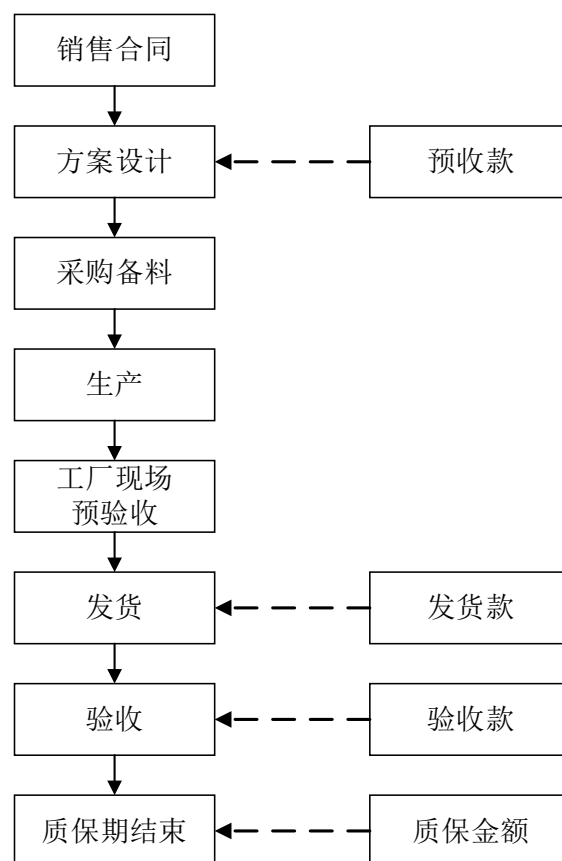 销售合同
方案设计
预收款
采购备料
生产
工厂现场
预验收
发货
发货款
验收
验收款
质保期结束
质保金额